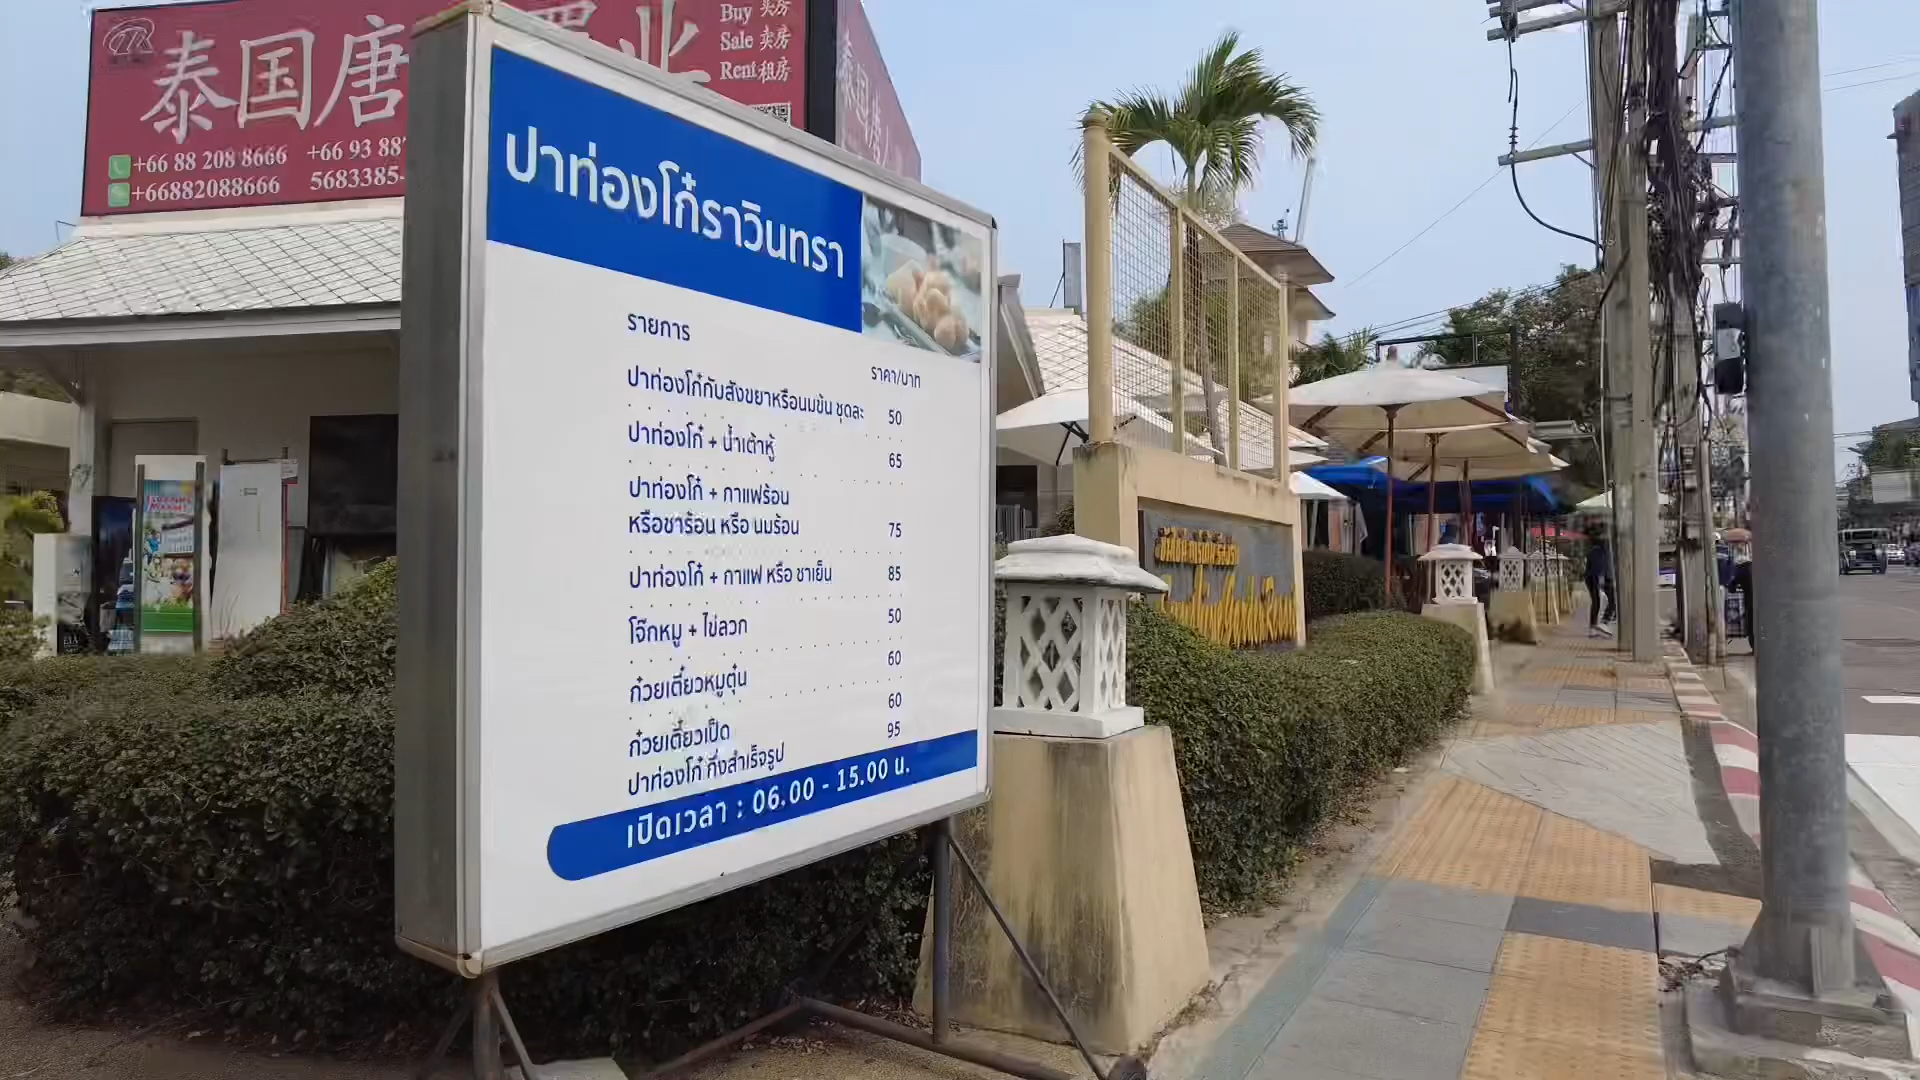 泰国唐
Buy 买房
Sale 卖房
Rent 租房
+66 88 208 8666
+66 93 88
+66882088666
5683385-
泰国唐人
ปาท่องโก๋ราวินทรา
รายการ
ราคา/บาท
ปาท่องโก๋กับสังขยาหรือนมข้น ชุดละ 50
ปาท่องโก๋ + น้ำเต้าหู้ 65
ปาท่องโก๋ + กาแฟร้อน
หรือชาร้อน หรือ นมร้อน 75
ปาท่องโก๋ + กาแฟ หรือ ชาเย็น 85
โจ๊กหมู + ไข่ลวก 50
ก๋วยเตี๋ยวหมูตุ๋น 60
ก๋วยเตี๋ยวเป็ด 60
ปาท่องโก๋ กึ่งสำเร็จรูป 95
เปิดเวลา : 06.00 - 15.00 น.